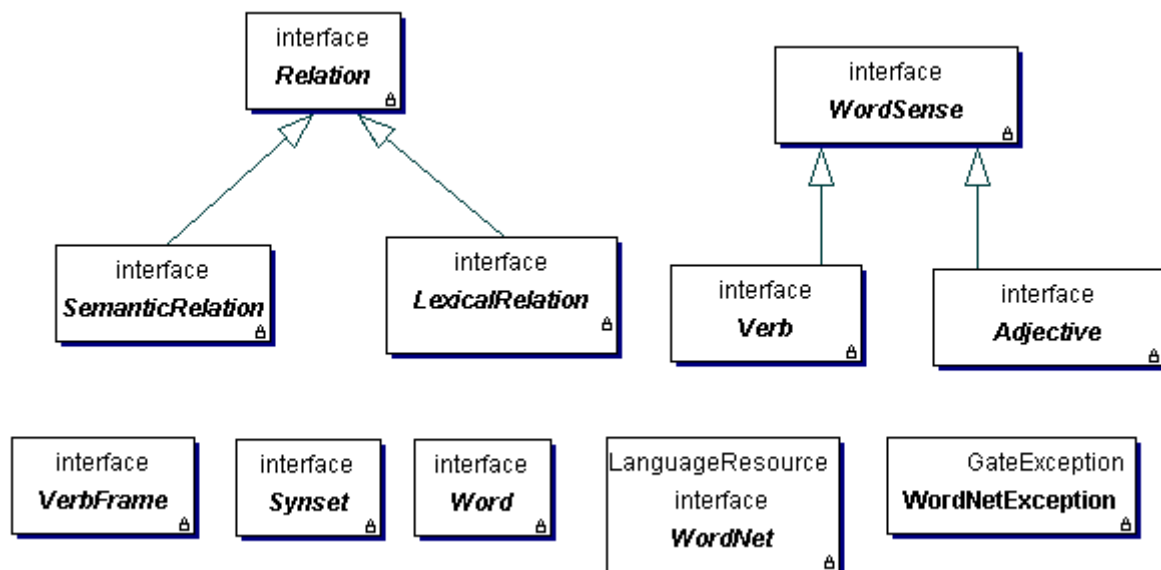 interface
Relation
interface
WordSense
interface
SemanticRelation
interface
LexicalRelation
interface
Verb
interface
Adjective
interface
VerbFrame
interface
Synset
interface
Word
LanguageResource
interface
WordNet
GateException
WordNetException